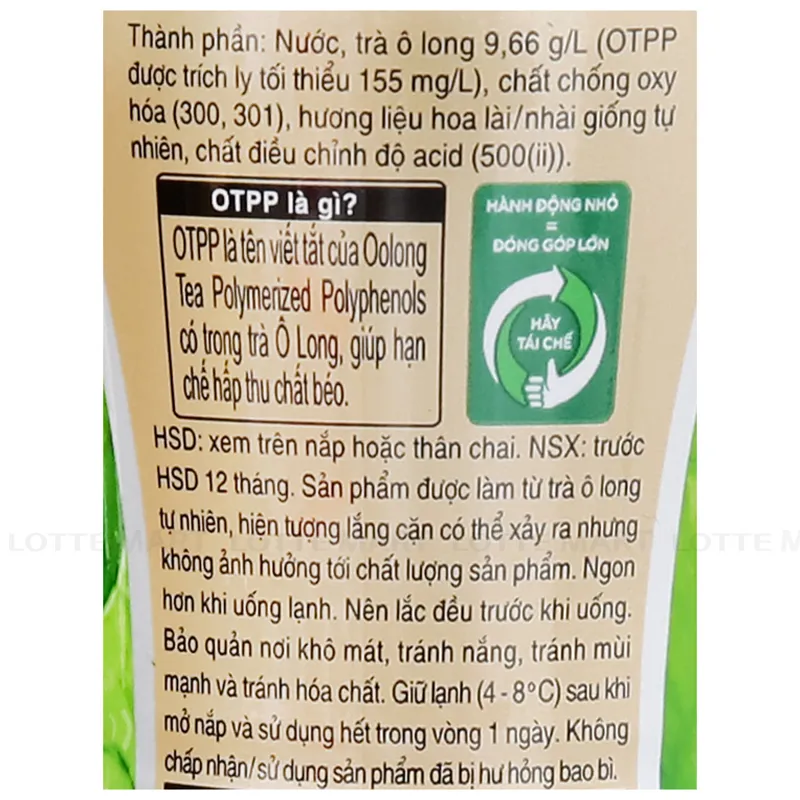 Thành phần: Nước, trà ô long 9,66 g/L (OTPP
được trích ly tối thiểu 155 mg/L), chất chống oxy
hóa (300, 301), hương liệu hoa lài/nhài giống tự
nhiên, chất điều chỉnh độ acid (500(ii)).
OTPP là gì?
OTPP là tên viết tắt của Oolong
Tea Polymerized Polyphenols
có trong trà Ô Long, giúp hạn
chế hấp thu chất béo.
HÀNH ĐỘNG NHỎ
=
ĐÓNG GÓP LỚN
HÃY
TÁI CHẾ
HSD: xem trên nắp hoặc thân chai. NSX: trước
HSD 12 tháng. Sản phẩm được làm từ trà ô long
tự nhiên, hiện tượng lắng cặn có thể xảy ra nhưng
không ảnh hưởng tới chất lượng sản phẩm. Ngon
hơn khi uống lạnh. Nên lắc đều trước khi uống.
Bảo quản nơi khô mát, tránh nắng, tránh mùi
mạnh và tránh hóa chất. Giữ lạnh (4 - 8°C) sau khi
mở nắp và sử dụng hết trong vòng 1 ngày. Không
chấp nhận/sử dụng sản phẩm đã bị hư hỏng bao bì.
LOTTE MART LOTTE MART LOTTE M